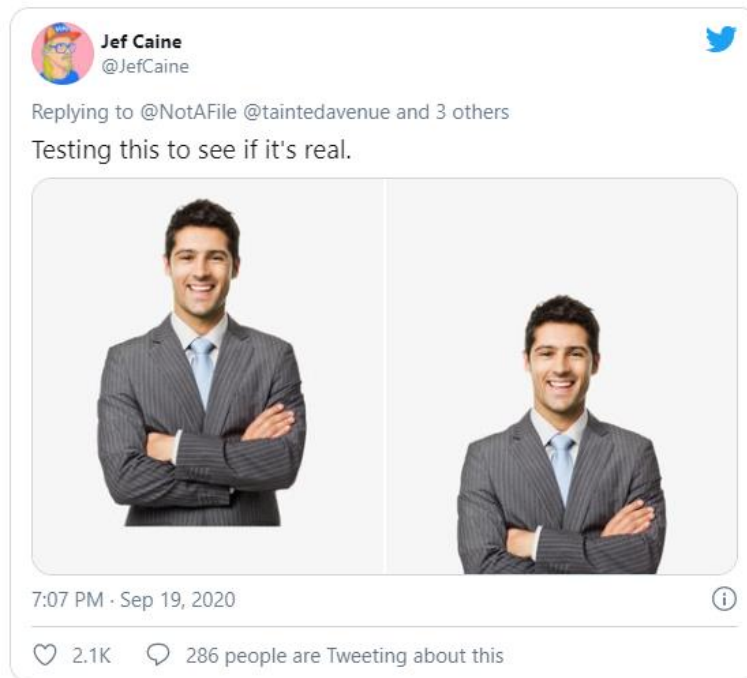 Jef Caine
@JefCaine
Replying to @NotAFile @taintedavenue and 3 others
Testing this to see if it's real.
7:07 PM · Sep 19, 2020
2.1K 286 people are Tweeting about this